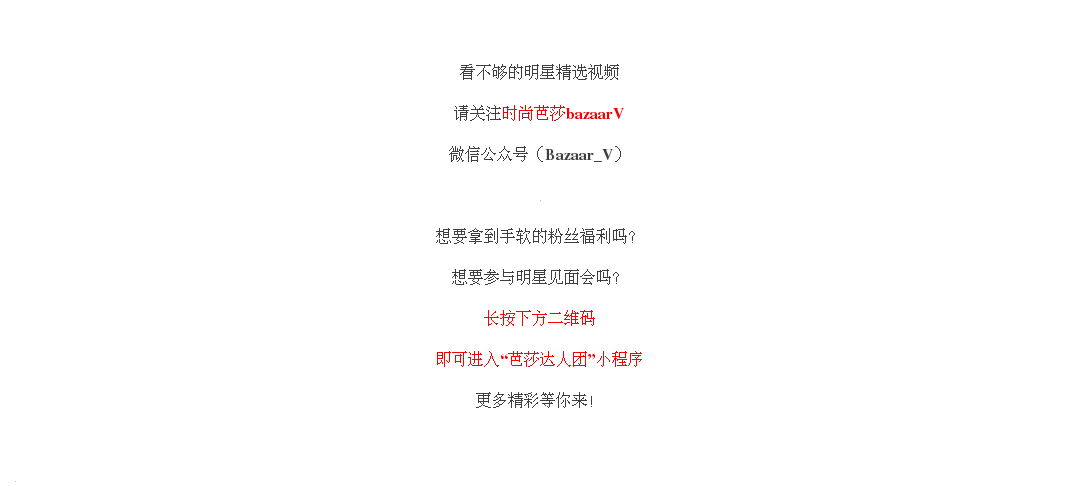 看不够的明星精选视频
请关注时尚芭莎bazaarV
微信公众号（Bazaar_V）
想要拿到手软的粉丝福利吗?
想要参与明星见面会吗?
长按下方二维码
即可进入“芭莎达人团”小程序
更多精彩等你来!